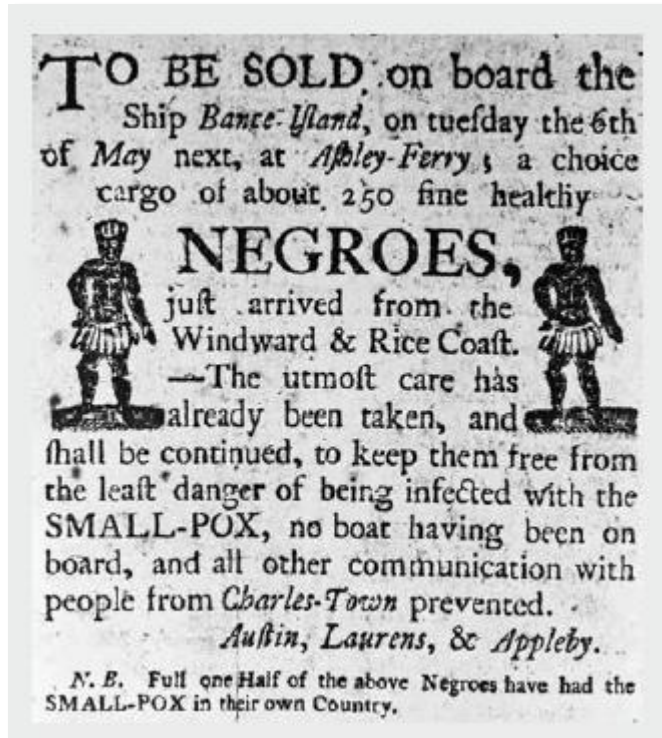 TO BE SOLD, on board the
Ship Bance-Iſland, on tueſday the 6th
of May next, at Aſhley-Ferry; a choice
cargo of about 250 fine healthy
NEGROES,
juſt arrived from the
Windward & Rice Coaſt.
—The utmoſt care has
already been taken, and
ſhall be continued, to keep them free from
the leaſt danger of being infected with the
SMALL-POX, no boat having been on
board, and all other communication with
people from Charles-Town prevented.
Auſtin, Laurens, & Appleby.
N. B. Full one Half of the above Negroes have had the
SMALL-POX in their own Country.